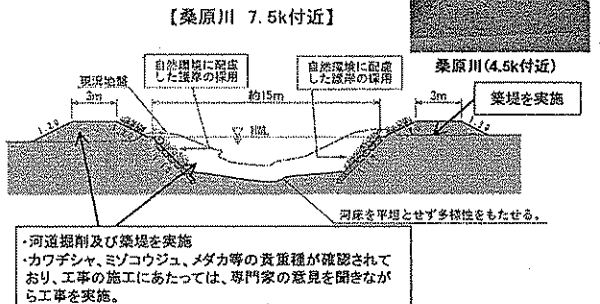 【桑原川 7.5k付近】
桑原川(4.5k付近)
現況地盤
自然環境に配慮
した護岸の採用
自然環境に配慮
した護岸の採用
3m
約15m
3m
築堤を実施
河床を平坦とせず多様性をもたせる。
・河道掘削及び築堤を実施
・カワヂシャ、ミゾコウジュ、メダカ等の貴重種が確認されて
おり、工事の施工にあたっては、専門家の意見を聞きなが
ら工事を実施。